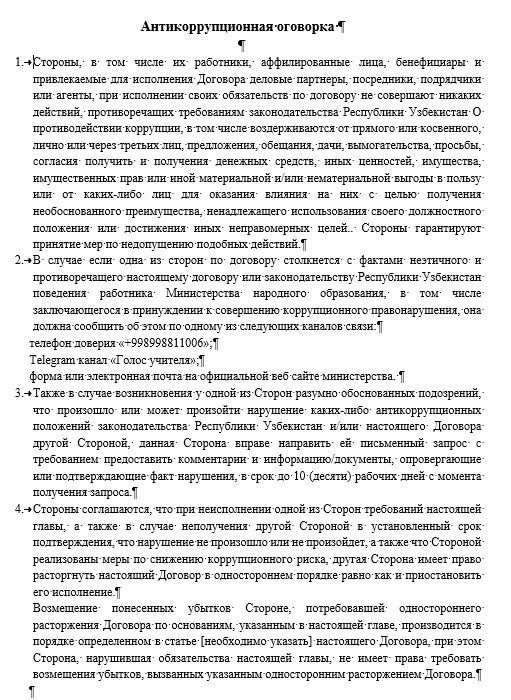 Антикоррупционная оговорка
1. Стороны, в том числе их работники, аффилированные лица, бенефициары и
привлекаемые для исполнения Договора деловые партнеры, посредники, подрядчики
или агенты, при исполнении своих обязательств по договору не совершают никаких
действий, противоречащих требованиям законодательства Республики Узбекистан О
противодействии коррупции, в том числе воздерживаются от прямого или косвенного,
лично или через третьих лиц, предложения, обещания, дачи, вымогательства, просьбы,
согласия получить и получения денежных средств, иных ценностей, имущества,
имущественных прав или иной материальной и/или нематериальной выгоды в пользу
или от каких-либо лиц для оказания влияния на них с целью получения
необоснованного преимущества, ненадлежащего использования своего должностного
положения или достижения иных неправомерных целей.. Стороны гарантируют
принятие мер по недопущению подобных действий.
2. В случае если одна из сторон по договору столкнется с фактами неэтичного и
противоречащего настоящему договору или законодательству Республики Узбекистан
поведения работника Министерства народного образования, в том числе
заключающегося в принуждении к совершению коррупционного правонарушения, она
должна сообщить об этом по одному из следующих каналов связи:
телефон доверия «+998998811006»;
Telegram канал «Голос учителя»;
форма или электронная почта на официальной веб сайте министерства.
3. Также в случае возникновения у одной из Сторон разумно обоснованных подозрений,
что произошло или может произойти нарушение каких-либо антикоррупционных
положений законодательства Республики Узбекистан и/или настоящего Договора
другой Стороной, данная Сторона вправе направить ей письменный запрос с
требованием предоставить комментарии и информацию/документы, опровергающие
или подтверждающие факт нарушения, в срок до 10 (десяти) рабочих дней с момента
получения запроса.
4. Стороны соглашаются, что при неисполнении одной из Сторон требований настоящей
главы, а также в случае неполучения другой Стороной в установленный срок
подтверждения, что нарушение не произошло или не произойдет, а также что Стороной
реализованы меры по снижению коррупционного риска, другая Сторона имеет право
расторгнуть настоящий Договор в одностороннем порядке равно как и приостановить
его исполнение.
Возмещение понесенных убытков Стороне, потребовавшей одностороннего
расторжения Договора по основаниям, указанным в настоящей главе, производится в
порядке определенном в статье [необходимо указать] настоящего Договора, при этом
Сторона, нарушившая обязательства настоящей главы, не имеет права требовать
возмещения убытков, вызванных указанным односторонним расторжением Договора.